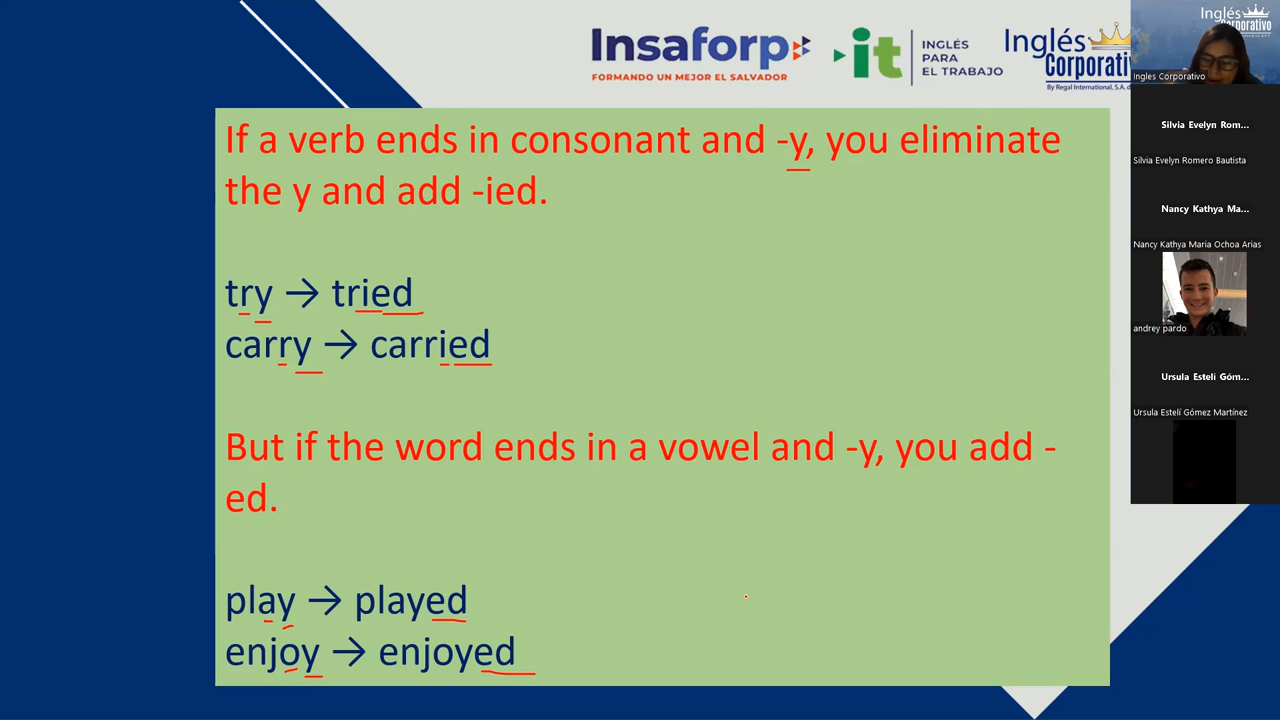 Insaforp
FORMANDO UN MEJOR EL SALVADOR
it
INGLÉS
PARA
EL TRABAJO
Inglés
Corporativ
By Regal International, S.A. d
If a verb ends in consonant and -y, you eliminate
the y and add -ied.
try → tried
carry → carried
But if the word ends in a vowel and -y, you add -
ed.
play → played
enjoy → enjoyed
Inglés
Corporativo
Ingles Corporativo
Silvia Evelyn Rom...
Silvia Evelyn Romero Bautista
Nancy Kathya Ma...
Nancy Kathya Maria Ochoa Arias
andrey pardo
Ursula Estelí Góm...
Ursula Estelí Gómez Martínez